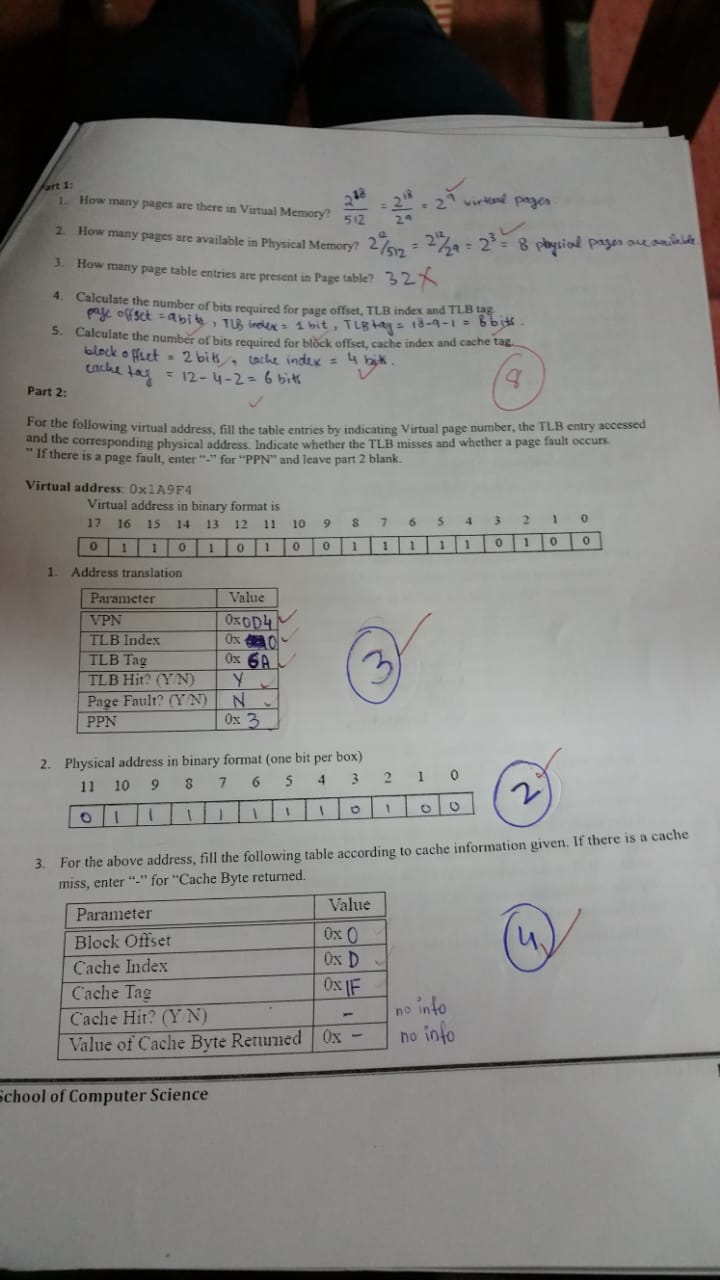 Part 1:
1. How many pages are there in Virtual Memory? 2^18/512 = 2^18/2^9 = 2^9 virtual pages
2. How many pages are available in Physical Memory? 2^12/512 = 2^12/2^9 = 2^3 = 8 physical pages are available
3. How many page table entries are present in Page table? 32 X
4. Calculate the number of bits required for page offset, TLB index and TLB tag.
page offset = 9 bits, TLB index = 1 bit, TLB tag = 18-9-1 = 8 bits.
5. Calculate the number of bits required for block offset, cache index and cache tag.
block offset = 2 bits, cache index = 4 bits.
cache tag = 12-4-2 = 6 bits
8
Part 2:
For the following virtual address, fill the table entries by indicating Virtual page number, the TLB entry accessed
and the corresponding physical address. Indicate whether the TLB misses and whether a page fault occurs.
" If there is a page fault, enter “-” for “PPN” and leave part 2 blank.
Virtual address: 0x1A9F4
Virtual address in binary format is
17 16 15 14 13 12 11 10 9 8 7 6 5 4 3 2 1 0
0 1 1 0 1 0 1 0 0 1 1 1 1 1 0 1 0 0
1. Address translation
Parameter Value
VPN 0x0D4
TLB Index 0x 0
TLB Tag 0x 6A
TLB Hit? (Y/N) Y
Page Fault? (Y/N) N
PPN 0x 3
3
2. Physical address in binary format (one bit per box)
11 10 9 8 7 6 5 4 3 2 1 0
0 1 1 1 1 1 1 1 0 1 0 0
2
3. For the above address, fill the following table according to cache information given. If there is a cache
miss, enter “-” for “Cache Byte returned.
Parameter Value
Block Offset 0x 0
Cache Index 0x D
Cache Tag 0x 1F
Cache Hit? (Y/N) - no info
Value of Cache Byte Returned 0x - no info
4
School of Computer Science